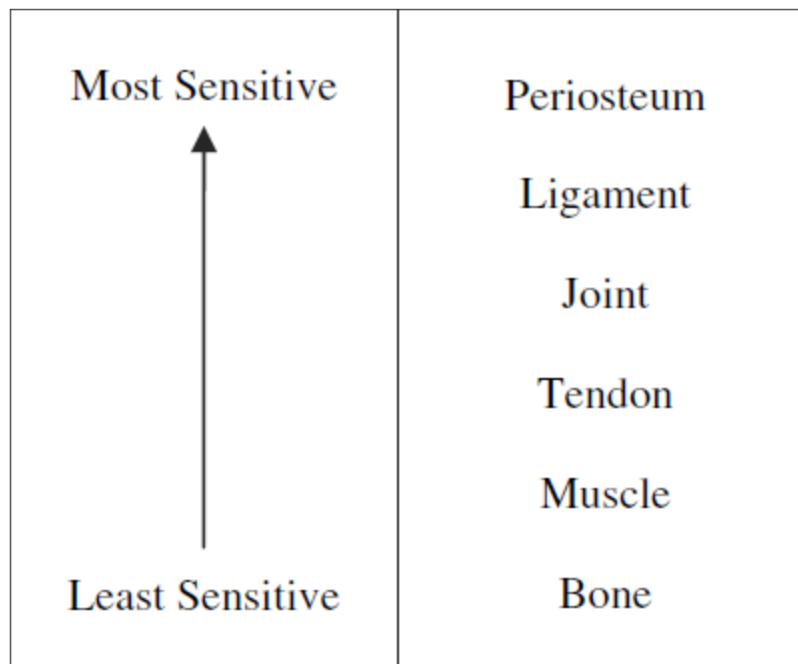 Most Sensitive
Least Sensitive
Periosteum
Ligament
Joint
Tendon
Muscle
Bone